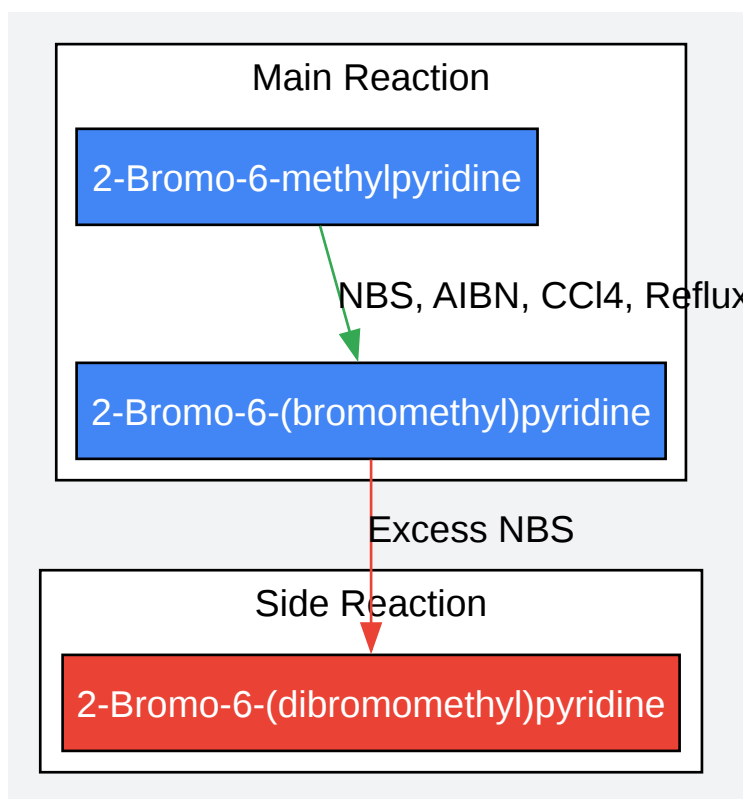 Main Reaction
2-Bromo-6-methylpyridine
NBS, AIBN, CCl4, Reflux
2-Bromo-6-(bromomethyl)pyridine
Excess NBS
Side Reaction
2-Bromo-6-(dibromomethyl)pyridine